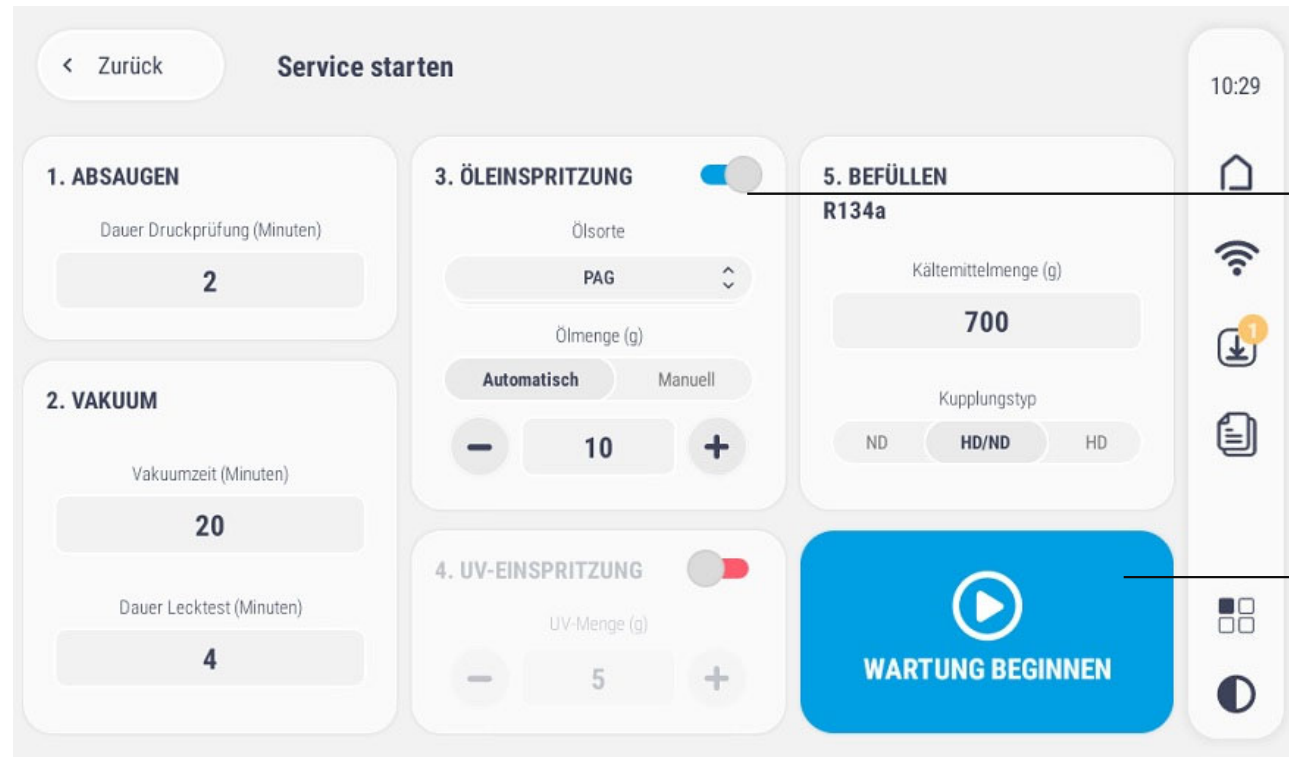 Zurück
Service starten
10:29
1. ABSAUGEN
Dauer Druckprüfung (Minuten)
2
2. VAKUUM
Vakuumzeit (Minuten)
20
Dauer Lecktest (Minuten)
4
3. ÖLEINSPRITZUNG
Ölsorte
PAG
Ölmenge (g)
Automatisch Manuell
10
4. UV-EINSPRITZUNG
UV-Menge (g)
5
5. BEFÜLLEN
R134a
Kältemittelmenge (g)
700
Kupplungstyp
ND HD/ND HD
WARTUNG BEGINNEN
1